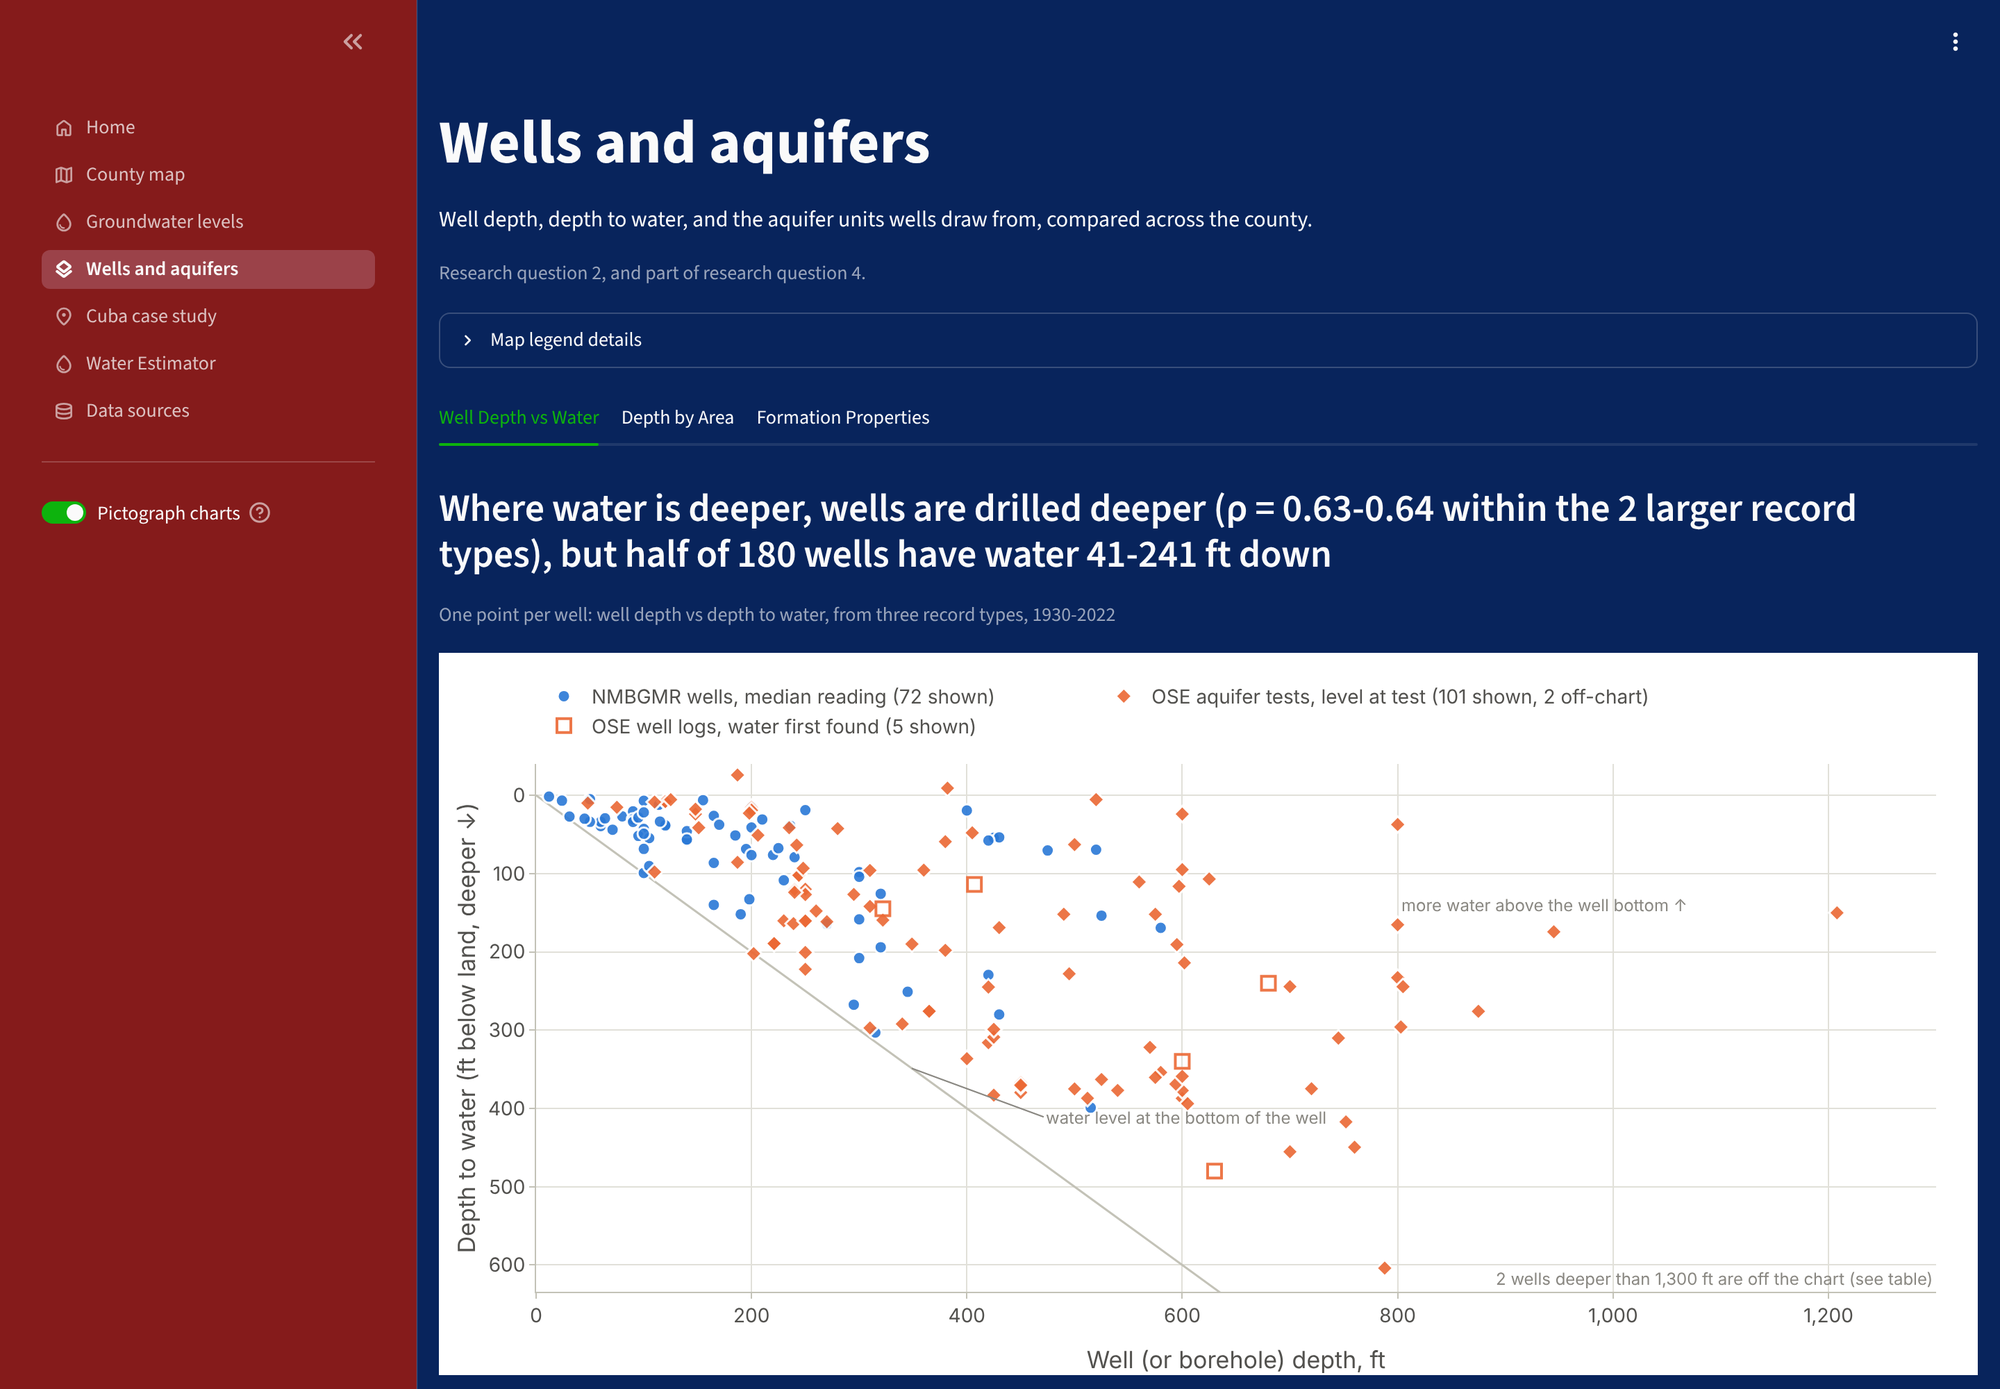 Home
County map
Groundwater levels
Wells and aquifers
Cuba case study
Water Estimator
Data sources
Pictograph charts
Wells and aquifers
Well depth, depth to water, and the aquifer units wells draw from, compared across the county.
Research question 2, and part of research question 4.
Map legend details
Well Depth vs Water Depth by Area Formation Properties
Where water is deeper, wells are drilled deeper (ρ = 0.63-0.64 within the 2 larger record
types), but half of 180 wells have water 41-241 ft down
One point per well: well depth vs depth to water, from three record types, 1930-2022
NMBGMR wells, median reading (72 shown)
OSE aquifer tests, level at test (101 shown, 2 off-chart)
OSE well logs, water first found (5 shown)
Depth to water (ft below land, deeper ↓)
0
100
200
300
400
500
600
more water above the well bottom ↑
water level at the bottom of the well
2 wells deeper than 1,300 ft are off the chart (see table)
0 200 400 600 800 1,000 1,200
Well (or borehole) depth, ft